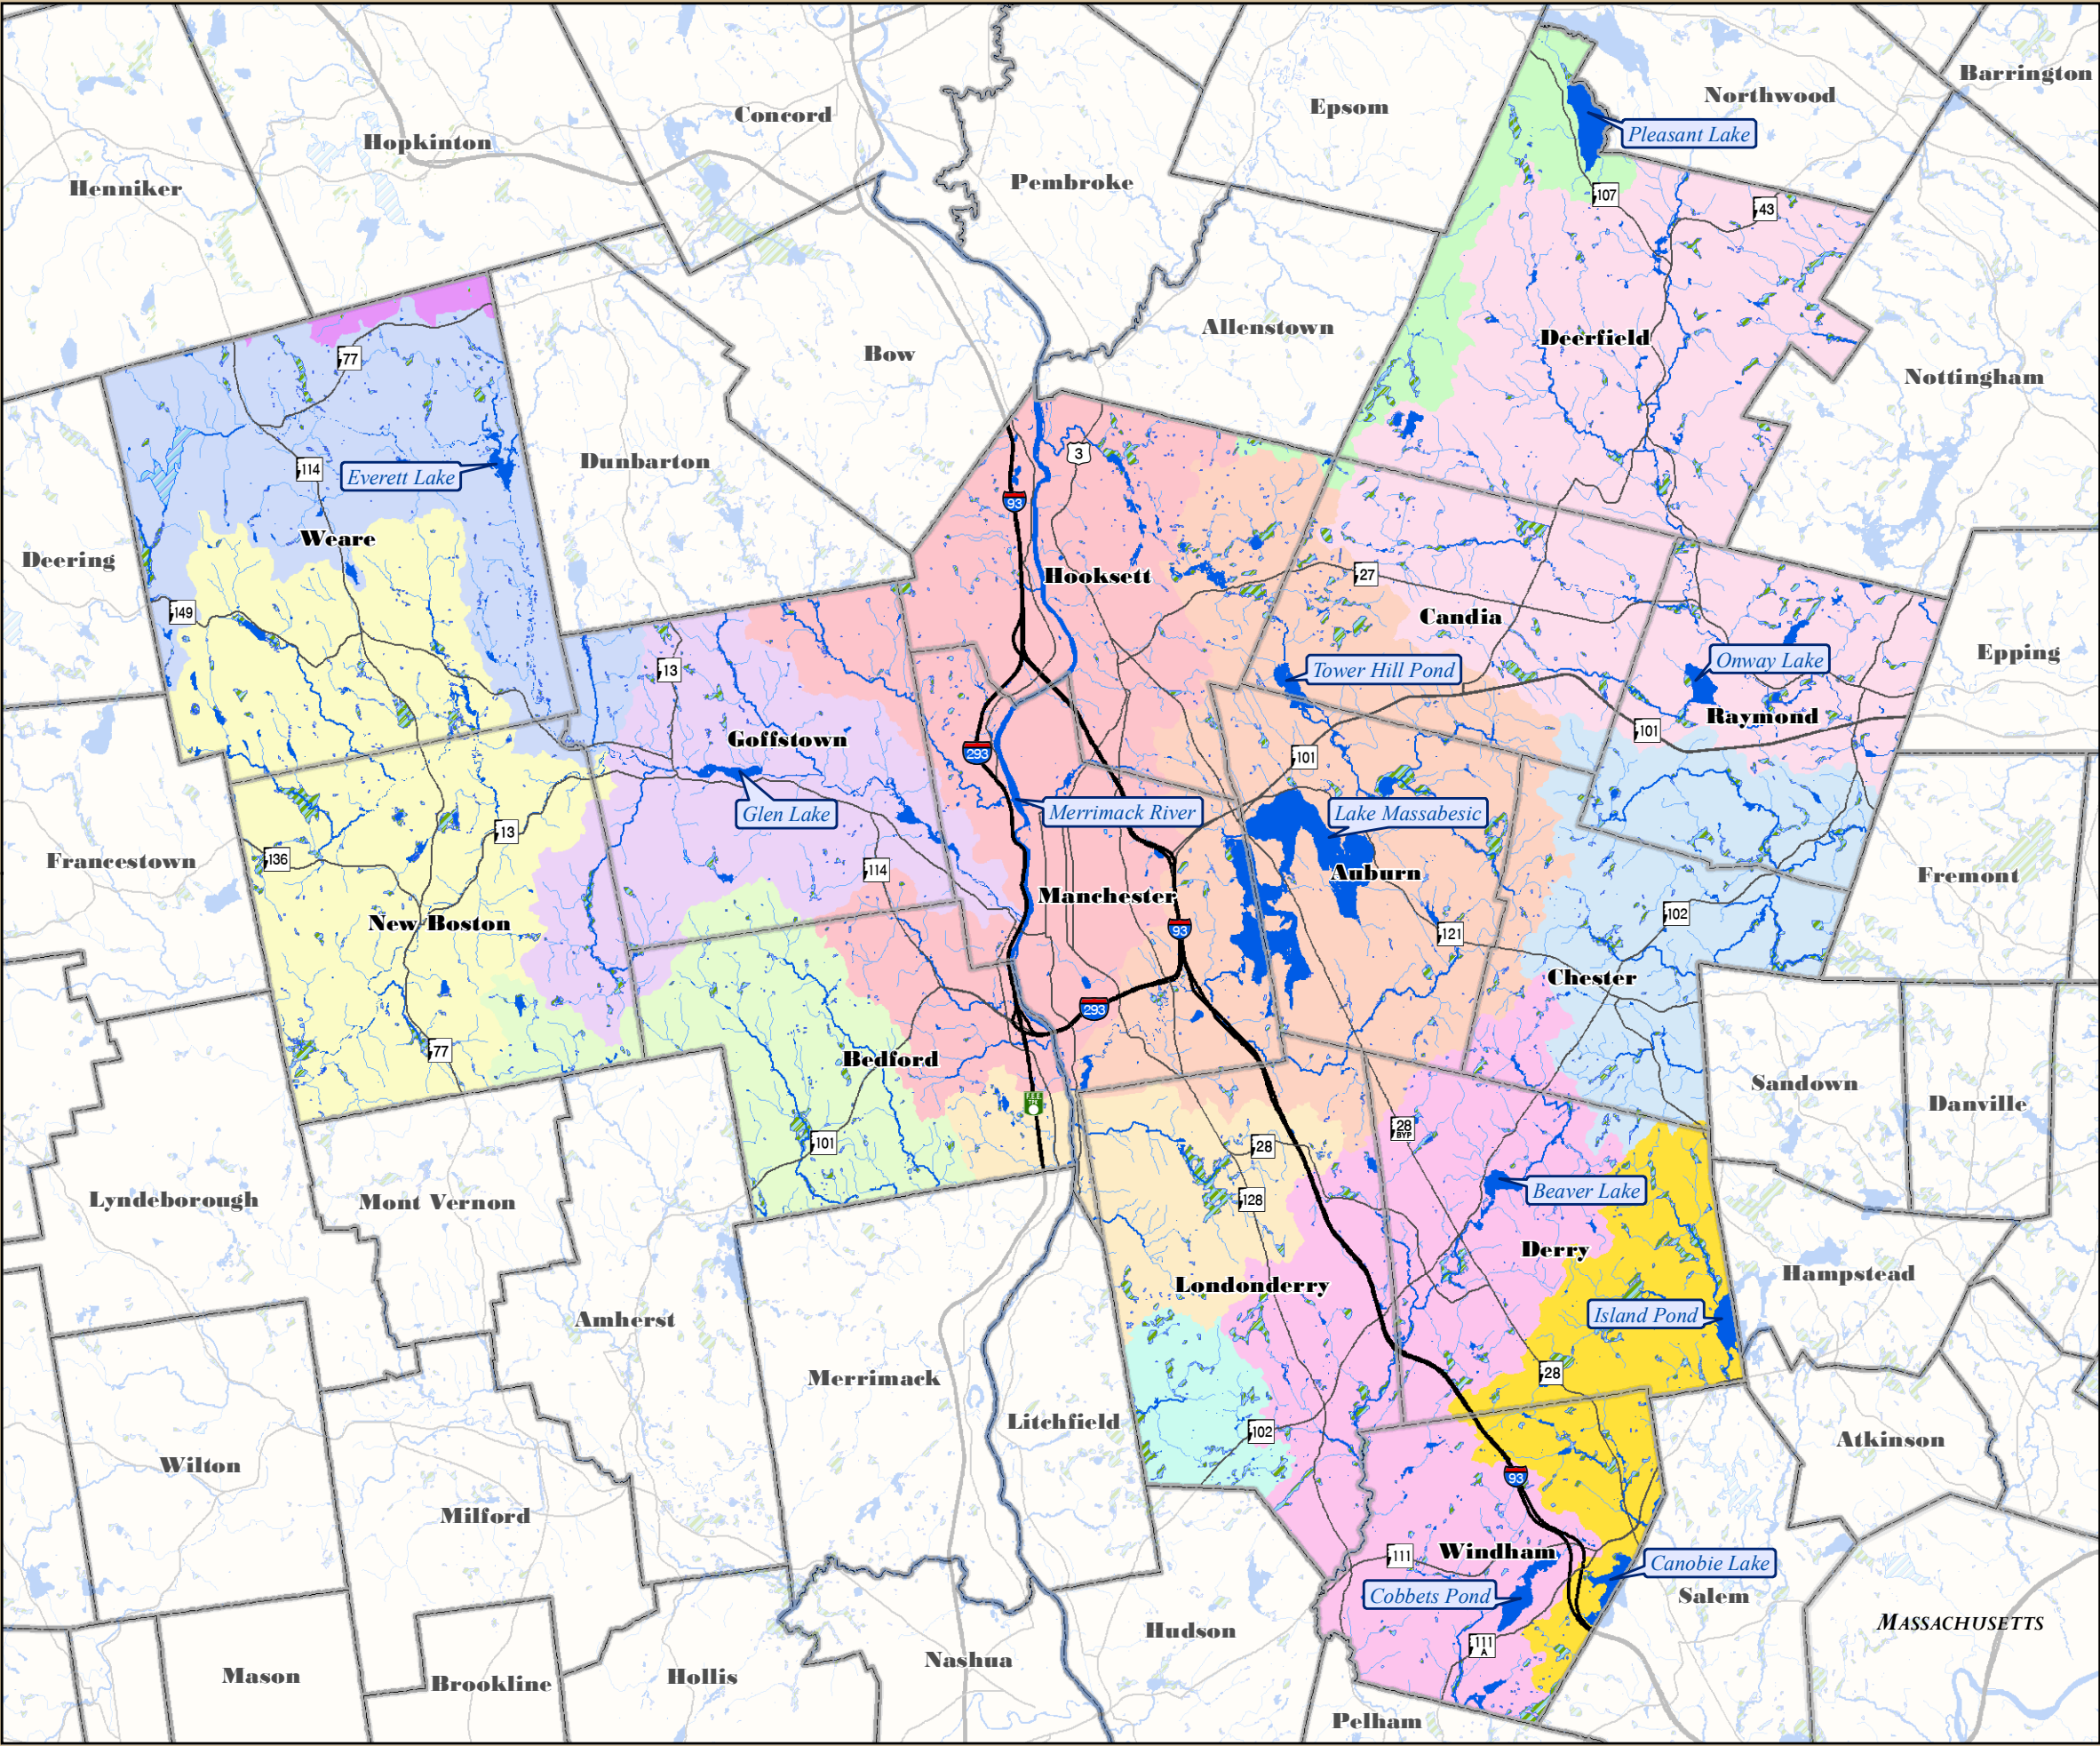 Barrington
Northwood
Epsom
Concord
Pleasant Lake
Hopkinton
Pembroke
Henniker
107
43
Allenstown
Deerfield
Bow
77
Nottingham
3
Dunbarton
114
Everett Lake
93
Weare
Deering
Hooksett
27
149
Candia
Epping
Onway Lake
13
Tower Hill Pond
Raymond
101
Goffstown
293
101
Glen Lake
Merrimack River
Lake Massabesic
13
136
Francestown
114
Auburn
Fremont
Manchester
102
New Boston
93
121
Chester
293
77
Bedford
Sandown
Danville
F.E.E.
TPK
28
BYP
101
28
Beaver Lake
Lyndeborough
Mont Vernon
128
Derry
Hampstead
Londonderry
Island Pond
Amherst
28
Merrimack
Litchfield
102
Atkinson
Wilton
93
Milford
111
Windham
Canobie Lake
Cobbets Pond
Salem
Massachusetts
Hudson
111
A
Nashua
Mason
Brookline
Hollis
Pelham